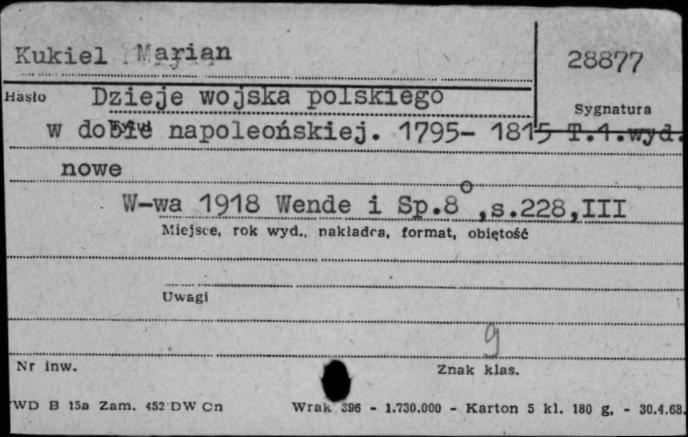 Kukiel Marian
28877
Hasło Dzieje wojska polskiego
Sygnatura
w dobie napoleońskiej. 1795- 1815 T.1.wyd.
nowe
W-wa 1918 Wende i Sp.8°,s.228,III
Miejsce, rok wyd., nakładca, format, objętość
Uwagi
9
Nr inw.
Znak klas.
WD B 15a Zam. 452 DW Cn Wrak 396 - 1.730.000 - Karton 5 kl. 180 g. - 30.4.68.